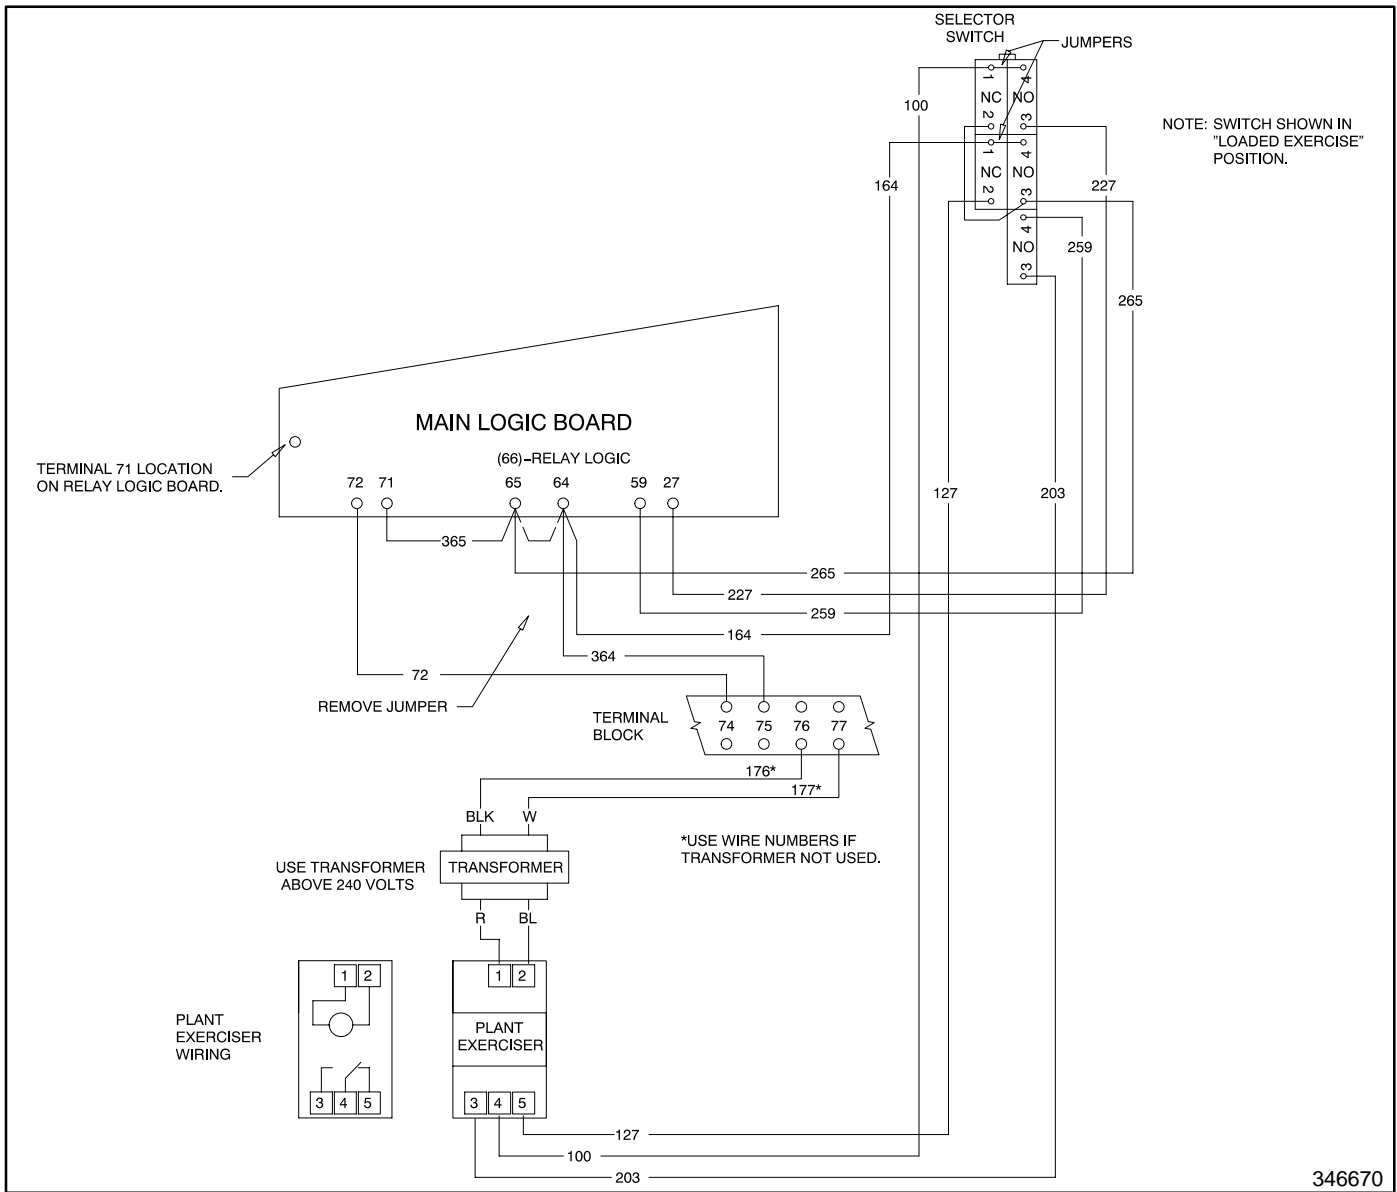 SELECTOR
SWITCH
JUMPERS
1
4
100
NC
NO
2
3
NOTE: SWITCH SHOWN IN
"LOADED EXERCISE"
POSITION.
1
4
164
NC
NO
227
2
3
4
NO
259
3
265
MAIN LOGIC BOARD
(66)-RELAY LOGIC
TERMINAL 71 LOCATION
ON RELAY LOGIC BOARD.
72 71 65 64 59 27
127
203
365
265
227
259
164
364
72
REMOVE JUMPER
TERMINAL
BLOCK
74 75 76 77
176*
177*
BLK W
*USE WIRE NUMBERS IF
TRANSFORMER NOT USED.
USE TRANSFORMER
ABOVE 240 VOLTS
TRANSFORMER
R BL
1 2
1 2
PLANT
EXERCISER
WIRING
PLANT
EXERCISER
3 4 5
3 4 5
127
100
203
346670